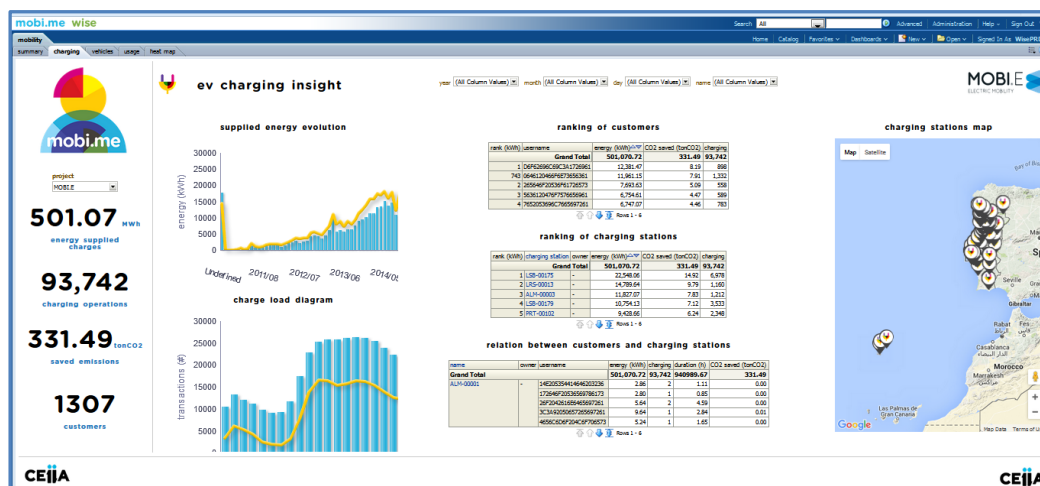 mobi.me wise
Search All Advanced Administration Help Sign Out
mobility
Home Catalog Favorites Dashboards New Open Signed In As WisePRI
summary charging vehicles usage heat map
mobi.me
ev charging insight
year (All Column Values) month (All Column Values) day (All Column Values) name (All Column Values)
MOBI.E
ELECTRIC MOBILITY
project
MOBI.E
501.07 MWh
energy supplied
charges
93,742
charging operations
331.49 tonCO2
saved emissions
1307
customers
supplied energy evolution
energy (kWh)
30000
25000
20000
15000
10000
5000
0
Undefined 2011/08 2012/07 2013/06 2014/05
charge load diagram
transactions (#)
30000
25000
20000
15000
10000
5000
ranking of customers
rank (kWh) username energy (kWh) CO2 saved (tonCO2) charging
Grand Total 501,070.72 331.49 93,742
1 D6F62696C69C3A1726961 12,381.47 8.19 898
743 0646120466F6E73656361 11,961.15 7.91 1,332
2 265646F20536F61726573 7,693.63 5.09 558
3 5636120476F7575656961 6,754.61 4.47 589
4 7652053696C7665697261 6,747.07 4.46 783
Rows 1 - 6
ranking of charging stations
rank (kWh) charging station owner energy (kWh) CO2 saved (tonCO2) charging
Grand Total 501,070.72 331.49 93,742
1 LSB-00175 - 22,548.06 14.92 6,978
2 LRS-00013 - 14,789.64 9.79 1,160
3 ALM-00003 - 11,827.07 7.83 1,212
4 LSB-00179 - 10,754.13 7.12 3,533
5 PRT-00102 - 9,428.66 6.24 2,348
Rows 1 - 6
relation between customers and charging stations
name owner username energy (kWh) charging duration (h) CO2 saved (tonCO2)
Grand Total 501,070.72 93,742 940989.67 331.49
ALM-00001 - 14E205354414646203236 2.86 2 1.11 0.00
172646F20536569786173 2.80 1 0.85 0.00
26F2042616E6465697261 5.64 2 4.59 0.00
3C3A92050657265697261 9.64 1 2.84 0.01
4656C6D6F204C6F706573 5.24 1 1.65 0.00
Rows 1 - 6
charging stations map
Map Satellite
Bay of
Seville
Gibraltar
Rabat
Fes
Casablanca
Morocco
Marrakesh
Las Palmas de
Gran Canaria
Google
Map Data Terms of U
CEiiA
CEiiA